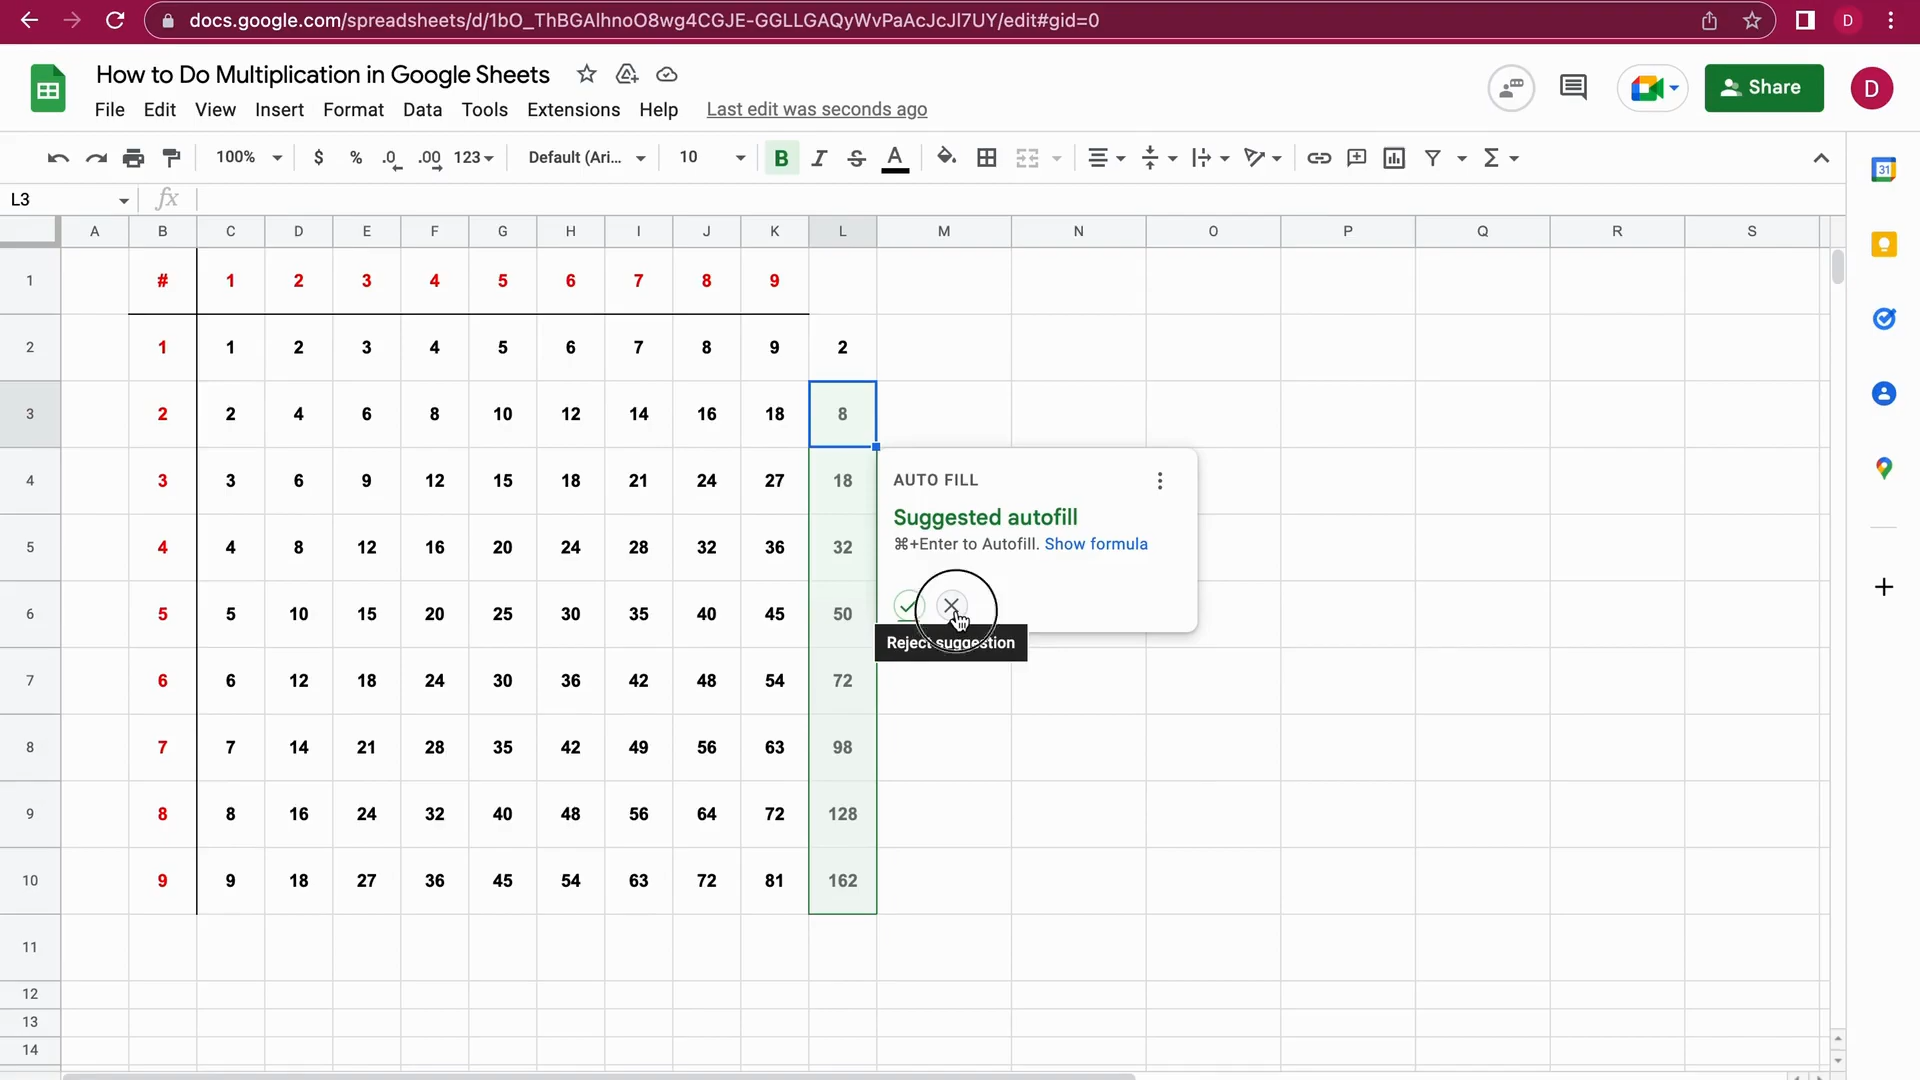 docs.google.com/spreadsheets/d/1bO_ThBGAlhnoO8wg4CGJE-GGLLGAQyWvPaAcJcJl7UY/edit#gid=0
D
How to Do Multiplication in Google Sheets
File Edit View Insert Format Data Tools Extensions Help Last edit was seconds ago
Share
D
100% $ % .0 .00 123 Default (Ari... 10 B I S A Σ
31
L3 fx
A B C D E F G H I J K L M N O P Q R S
1 # 1 2 3 4 5 6 7 8 9
2 1 1 2 3 4 5 6 7 8 9 2
3 2 2 4 6 8 10 12 14 16 18 8
4 3 3 6 9 12 15 18 21 24 27 18
AUTO FILL
Suggested autofill
⌘+Enter to Autofill. Show formula
5 4 4 8 12 16 20 24 28 32 36 32
6 5 5 10 15 20 25 30 35 40 45 50
Reject suggestion
7 6 6 12 18 24 30 36 42 48 54 72
8 7 7 14 21 28 35 42 49 56 63 98
9 8 8 16 24 32 40 48 56 64 72 128
10 9 9 18 27 36 45 54 63 72 81 162
11
12
13
14